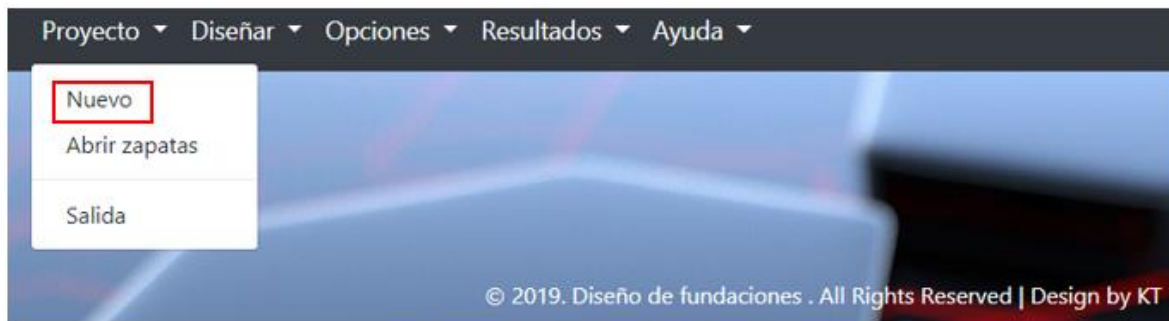 Proyecto Diseñar Opciones Resultados Ayuda
Nuevo
Abrir zapatas
Salida
© 2019. Diseño de fundaciones . All Rights Reserved | Design by KT